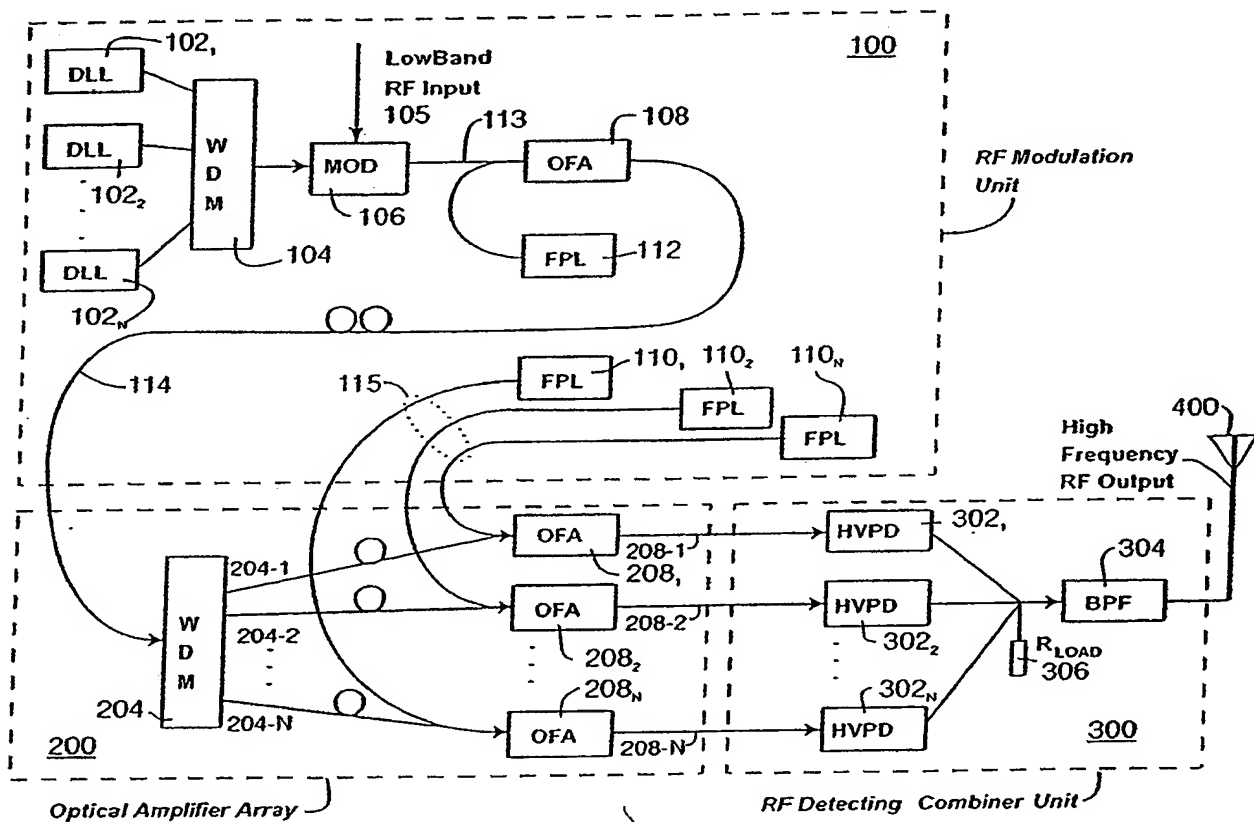 102,
DLL
100
LowBand
RF Input
105
113
108
DLL
102₂
W
D
M
104
MOD
106
OFA
FPL
112
RF Modulation
Unit
DLL
102N
114
115
FPL
110,
110₂
FPL
110N
FPL
400
High
Frequency
RF Output
W
D
M
204
204-1
204-2
204-N
200
OFA
208,
208-1
OFA
208₂
208-2
208N
OFA
208-N
HVPD
302,
HVPD
302₂
302N
HVPD
304
BPF
RLOAD
306
300
Optical Amplifier Array
RF Detecting Combiner Unit